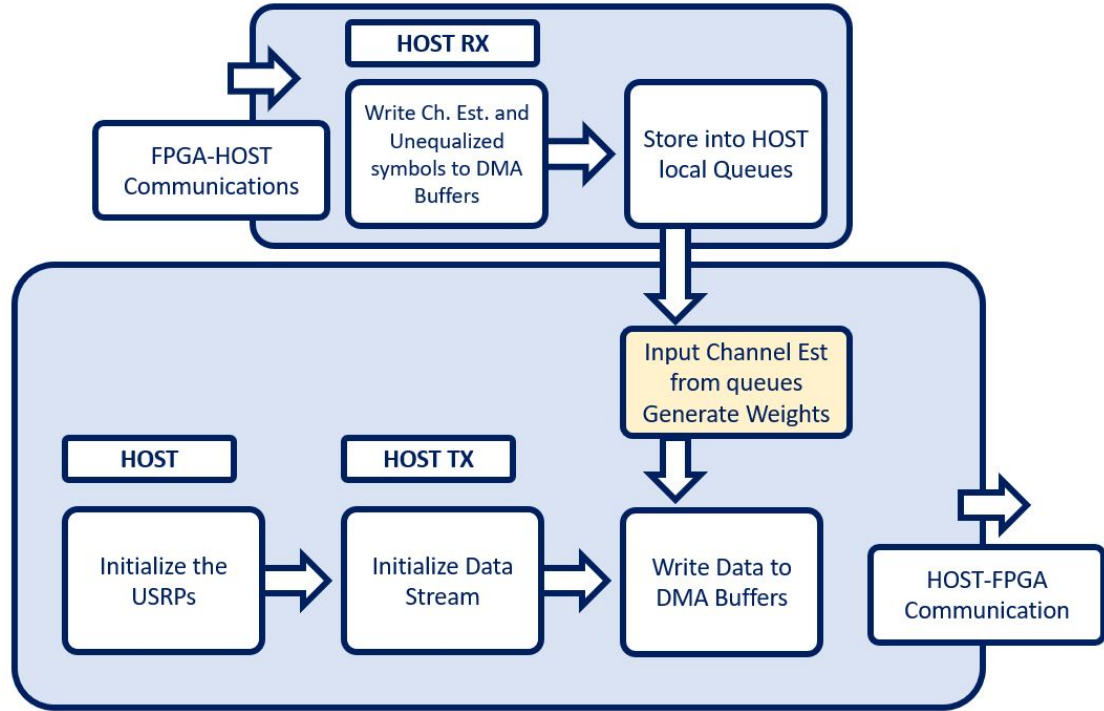 HOST RX
FPGA-HOST
Communications
Write Ch. Est. and
Unequalized
symbols to DMA
Buffers
Store into HOST
local Queues
Input Channel Est
from queues
Generate Weights
HOST
HOST TX
Initialize the
USRPs
Initialize Data
Stream
Write Data to
DMA Buffers
HOST-FPGA
Communication